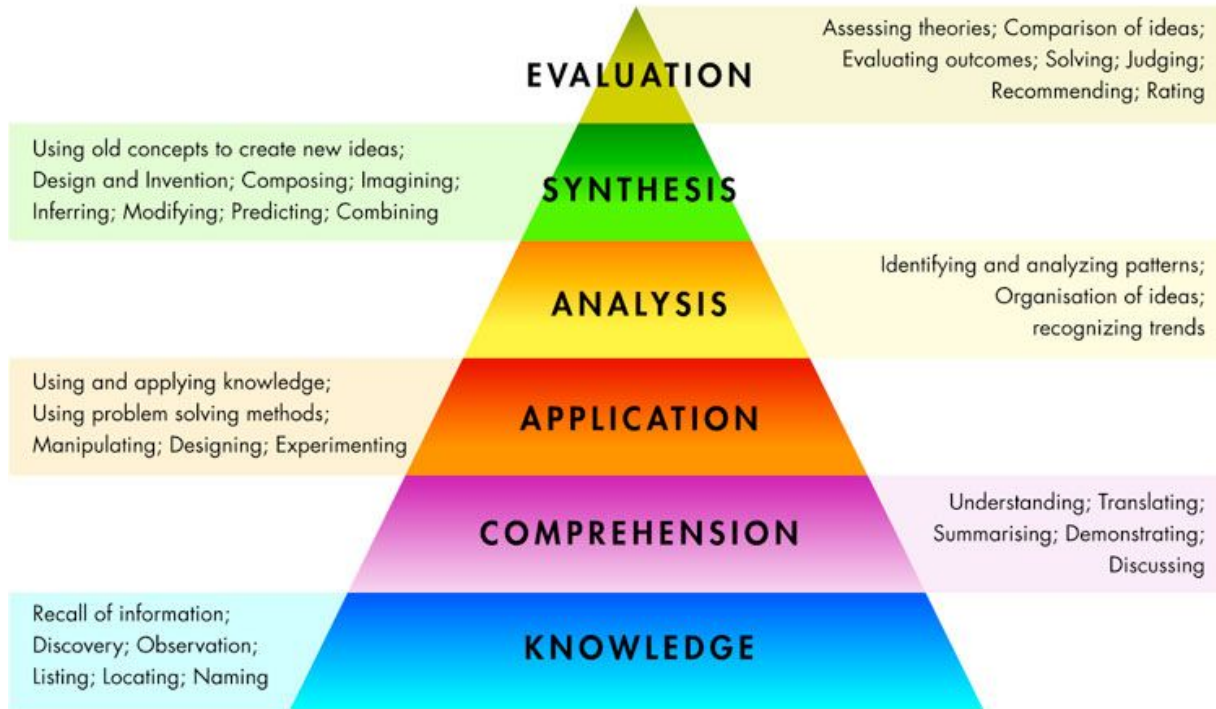 Assessing theories; Comparison of ideas;
Evaluating outcomes; Solving; Judging;
Recommending; Rating
EVALUATION
Using old concepts to create new ideas;
Design and Invention; Composing; Imagining;
Inferring; Modifying; Predicting; Combining
SYNTHESIS
Identifying and analyzing patterns;
Organisation of ideas;
recognizing trends
ANALYSIS
Using and applying knowledge;
Using problem solving methods;
Manipulating; Designing; Experimenting
APPLICATION
Understanding; Translating;
Summarising; Demonstrating;
Discussing
COMPREHENSION
Recall of information;
Discovery; Observation;
Listing; Locating; Naming
KNOWLEDGE